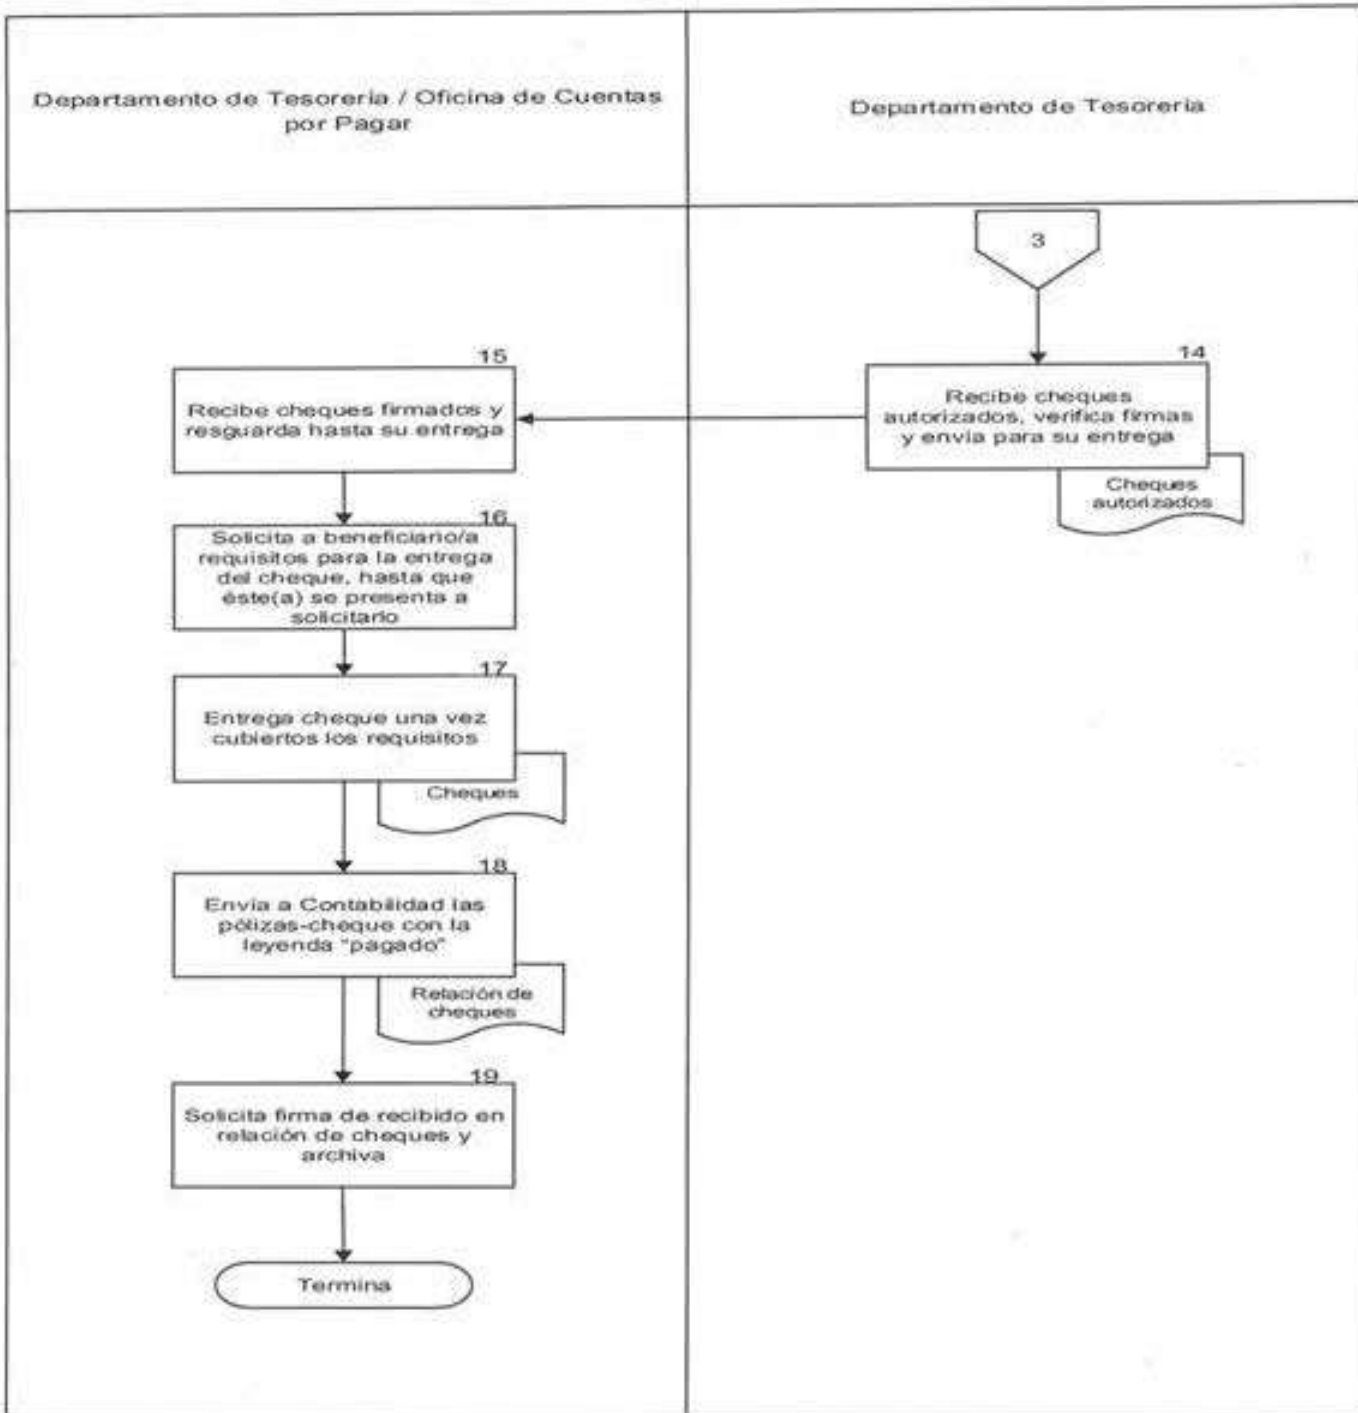 Departamento de Tesorería / Oficina de Cuentas
por Pagar
Departamento de Tesorería
3
14
Recibe cheques
autorizados, verifica firmas
y envía para su entrega
Cheques
autorizados
15
Recibe cheques firmados y
resguarda hasta su entrega
16
Solicita a beneficiario/a
requisitos para la entrega
del cheque, hasta que
éste(a) se presenta a
solicitarlo
17
Entrega cheque una vez
cubiertos los requisitos
Cheques
18
Envía a Contabilidad las
pólizas-cheque con la
leyenda "pagado"
Relación de
cheques
19
Solicita firma de recibido en
relación de cheques y
archiva
Termina